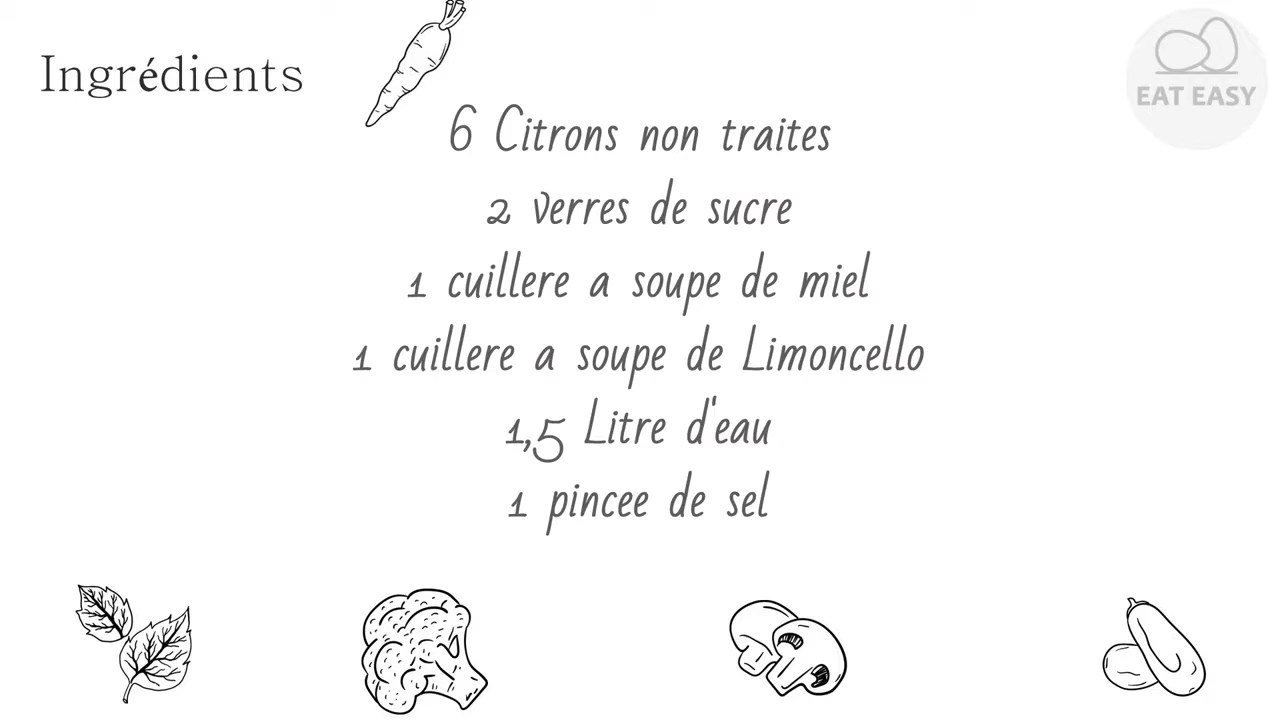 Ingrédients
EAT EASY
6 Citrons non traites
2 verres de sucre
1 cuillere a soupe de miel
1 cuillere a soupe de Limoncello
1,5 Litre d'eau
1 pincee de sel